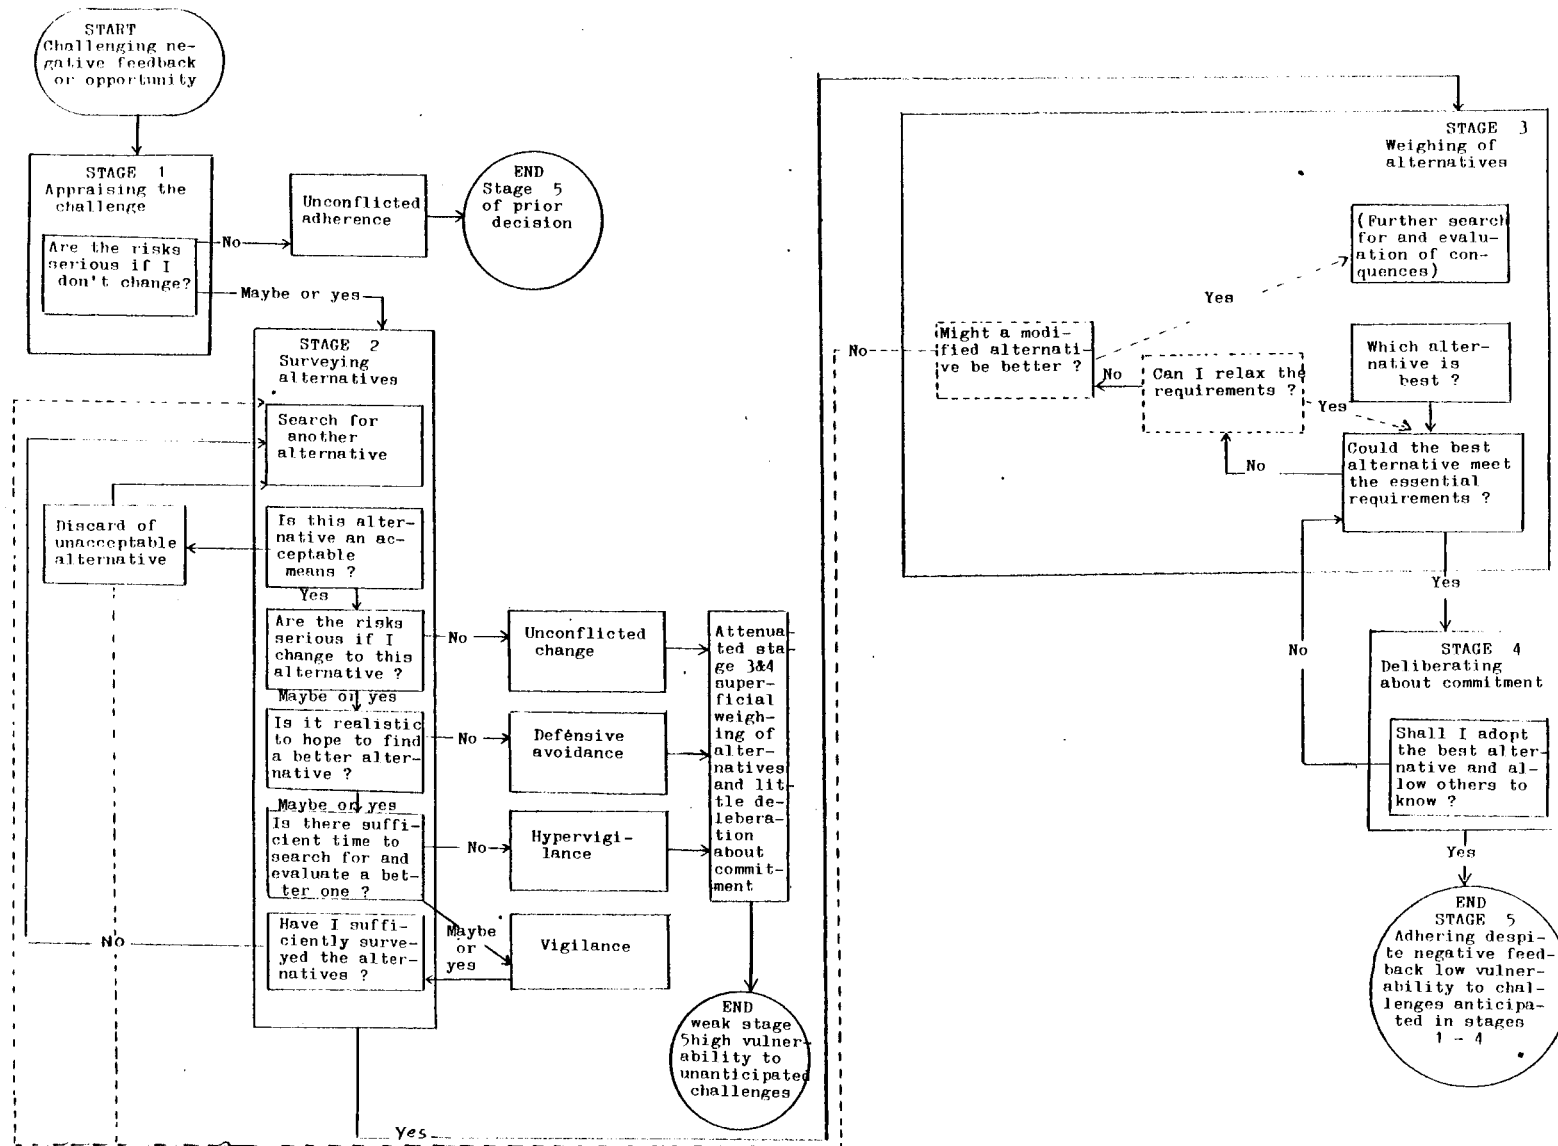 START
Challenging ne-
gative feedback
or opportunity
STAGE 1
Appraising the
challenge
Are the risks
serious if I
don't change?
No
Maybe or yes
Unconflicted
adherence
END
Stage 5
of prior
decision
STAGE 2
Surveying
alternatives
Search for
another
alternative
Discard of
unacceptable
alternative
Is this alter-
native an ac-
ceptable
means ?
Yes
Are the risks
serious if I
change to this
alternative ?
No
Unconflicted
change
Maybe or yes
Is it realistic
to hope to find
a better alter-
native ?
No
Defensive
avoidance
Maybe or yes
Is there suffi-
cient time to
search for and
evaluate a bet-
ter one ?
No
Hypervigi-
lance
Maybe
or
yes
Vigilance
Have I suffi-
ciently surve-
yed the alter-
natives ?
No
Yes
Attenua-
ted sta-
ge 3&4
super-
ficial
weigh-
ing of
alter-
natives
and lit-
tle de-
lebera-
tion
about
commit-
ment
END
weak stage
5high vulner-
ability to
unanticipated
challenges
STAGE 3
Weighing of
alternatives
(Further search
for and evalu-
ation of con-
quences)
Yes
No
Might a modi-
fied alternati-
ve be better ?
No
Can I relax the
requirements ?
Yes
Which alter-
native is
best ?
Could the best
alternative meet
the essential
requirements ?
No
Yes
No
STAGE 4
Deliberating
about commitment
Shall I adopt
the best alter-
native and al-
low others to
know ?
Yes
END
STAGE 5
Adhering despi-
te negative feed-
back low vulner-
ability to chal-
lenges anticipa-
ted in stages
1 - 4